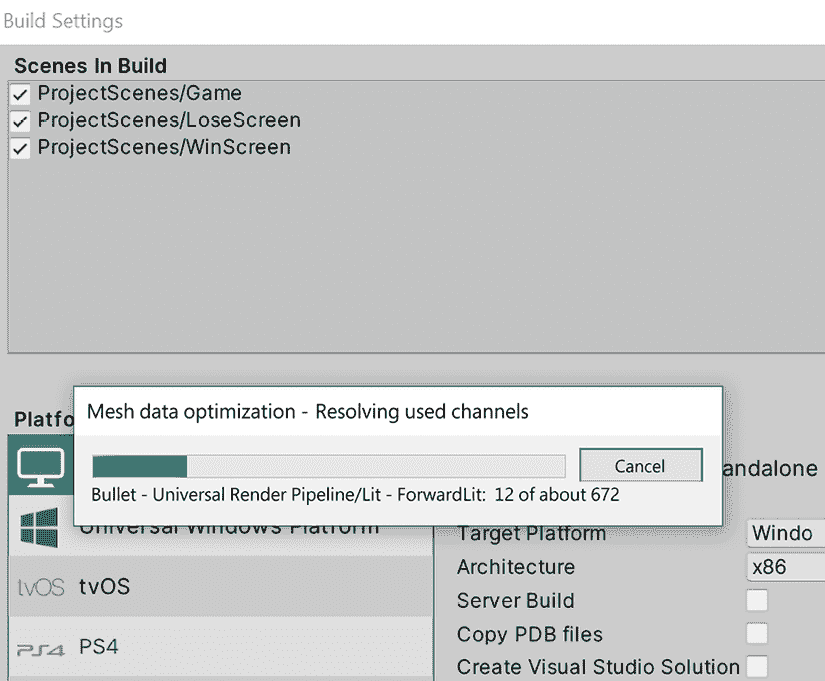 Build Settings
Scenes In Build
ProjectScenes/Game
ProjectScenes/LoseScreen
ProjectScenes/WinScreen
Mesh data optimization - Resolving used channels
Cancel
Bullet - Universal Render Pipeline/Lit - ForwardLit: 12 of about 672
Platfo
andalone
Universal Windows Platform
Target Platform Windo
Architecture x86
Server Build
Copy PDB files
Create Visual Studio Solution
tvOS tvOS
PS4 PS4